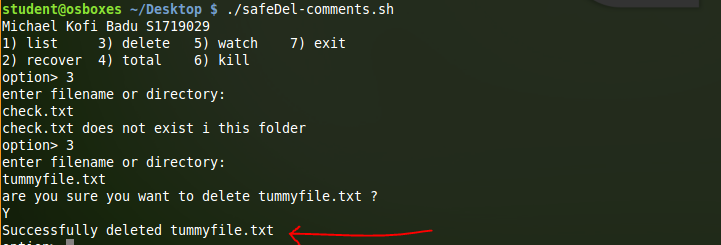 student@osboxes ~/Desktop $ ./safeDel-comments.sh
Michael Kofi Badu S1719029
1) list     3) delete   5) watch    7) exit
2) recover  4) total    6) kill
option> 3
enter filename or directory:
check.txt
check.txt does not exist i this folder
option> 3
enter filename or directory:
tummyfile.txt
are you sure you want to delete tummyfile.txt ?
Y
Successfully deleted tummyfile.txt
option>